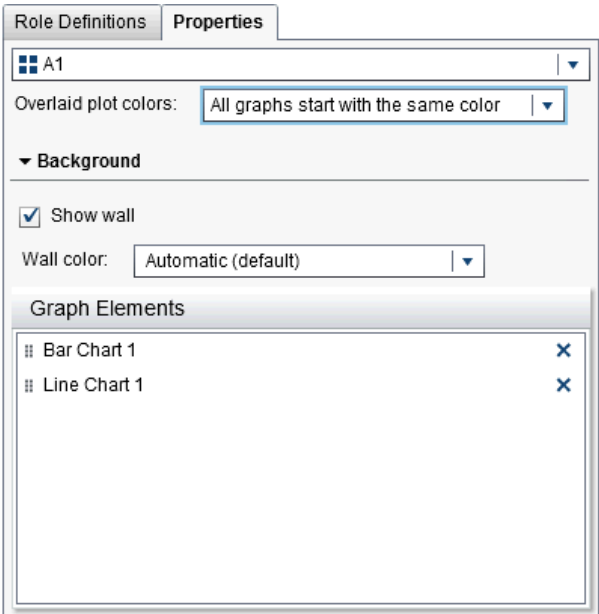 Role Definitions Properties
A1
Overlaid plot colors: All graphs start with the same color
Background
Show wall
Wall color: Automatic (default)
Graph Elements
Bar Chart 1
Line Chart 1